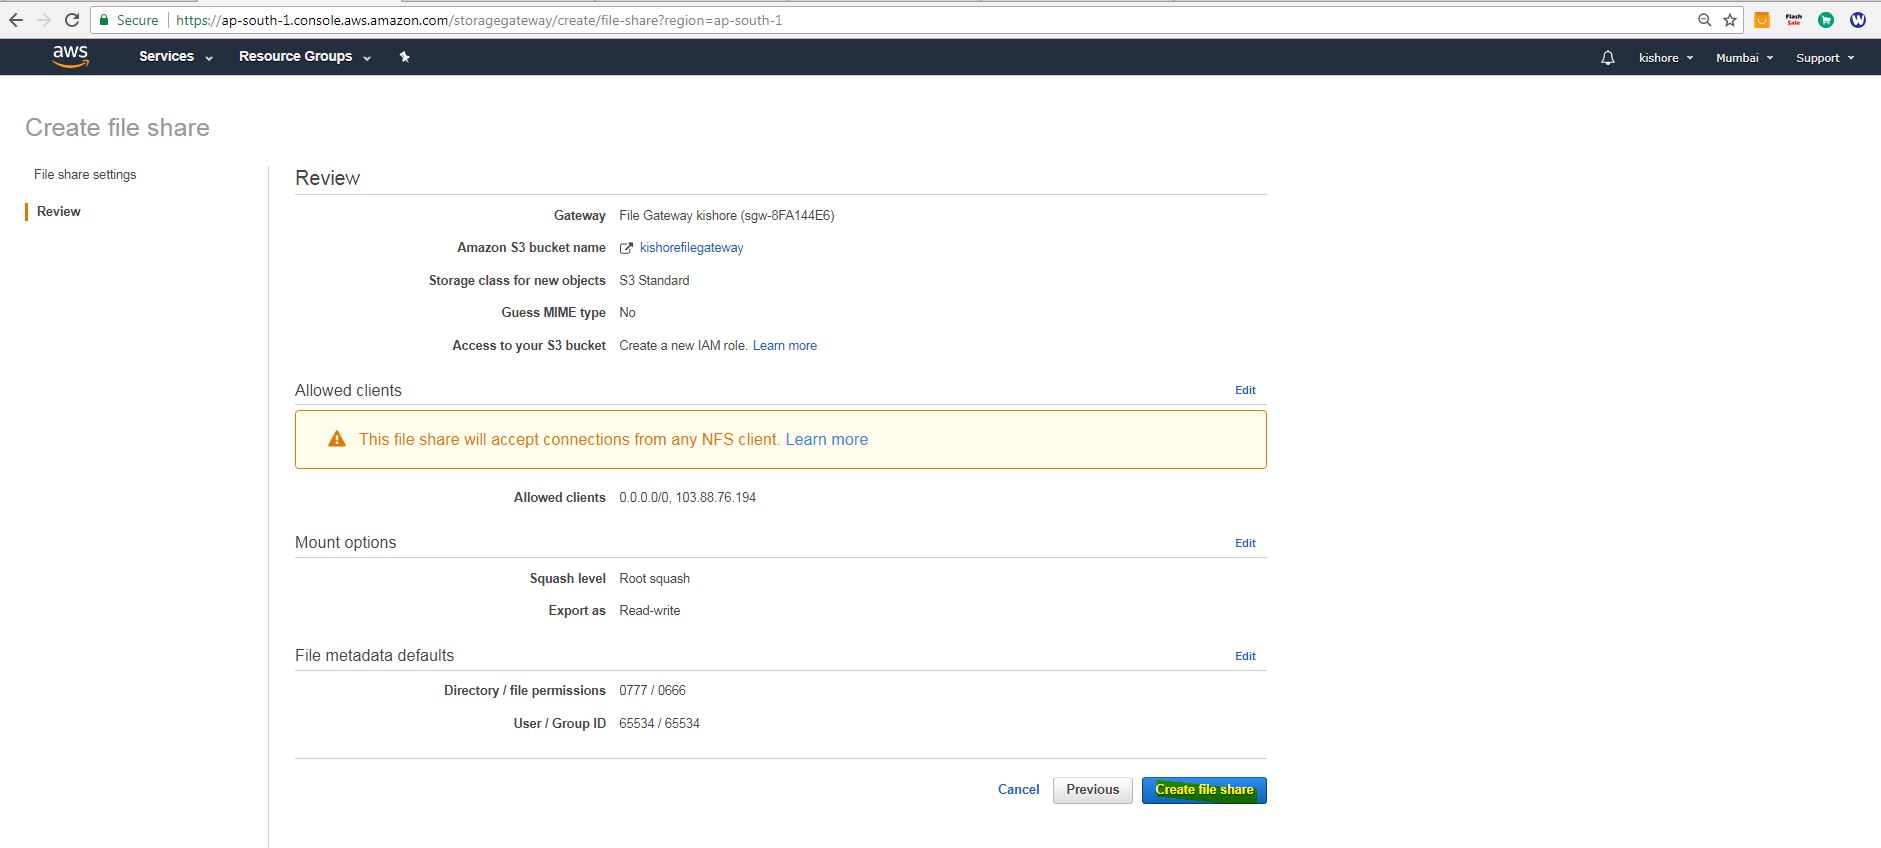 Secure https://ap-south-1.console.aws.amazon.com/storagegateway/create/file-share?region=ap-south-1 Flash Sale W
aws Services Resource Groups kishore Mumbai Support
Create file share
File share settings
Review
Review
Gateway File Gateway kishore (sgw-8FA144E6)
Amazon S3 bucket name kishorefilegateway
Storage class for new objects S3 Standard
Guess MIME type No
Access to your S3 bucket Create a new IAM role. Learn more
Allowed clients Edit
This file share will accept connections from any NFS client. Learn more
Allowed clients 0.0.0.0/0, 103.88.76.194
Mount options Edit
Squash level Root squash
Export as Read-write
File metadata defaults Edit
Directory / file permissions 0777 / 0666
User / Group ID 65534 / 65534
Cancel Previous Create file share